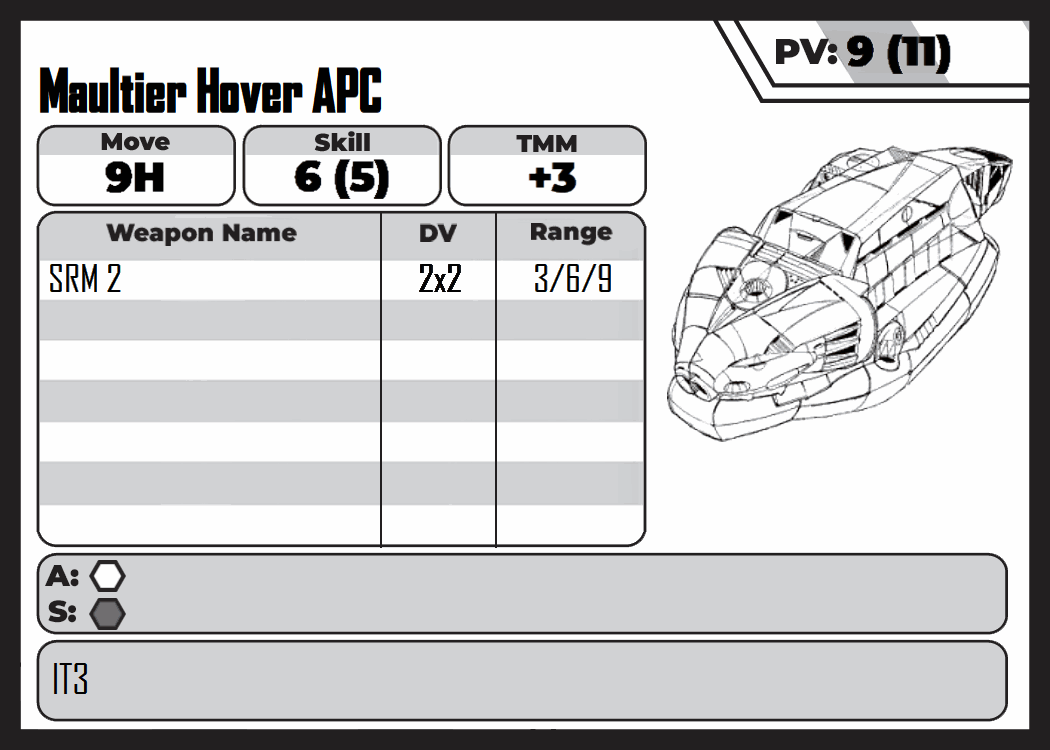 PV: 9 (11)
Maultier Hover APC
Move Skill TMM
9H 6 (5) +3
Weapon Name DV Range
SRM 2 2x2 3/6/9
A:
S:
IT3